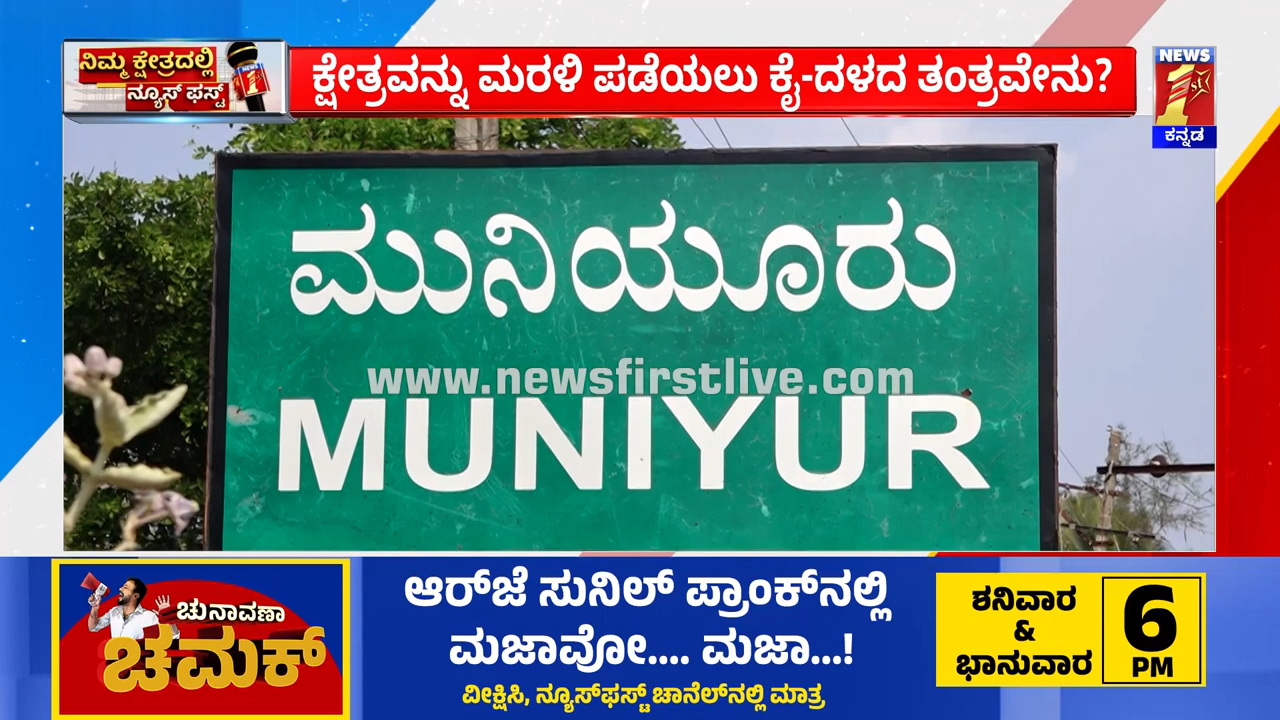 ನಿಮ್ಮ ಕ್ಷೇತ್ರದಲ್ಲಿ
ನ್ಯೂಸ್ ಫಸ್ಟ್
ಕ್ಷೇತ್ರವನ್ನು ಮರಳಿ ಪಡೆಯಲು ಕೈ-ದಳದ ತಂತ್ರವೇನು?
NEWS
1st
ಕನ್ನಡ
ಮುನಿಯೂರು
www.newsfirstlive.com
MUNIYUR
ಚುನಾವಣಾ
ಚಮಕ್
ಆರ್‌ಜೆ ಸುನಿಲ್ ಪ್ರಾಂಕ್‌ನಲ್ಲಿ
ಮಜಾವೋ.... ಮಜಾ...!
ವೀಕ್ಷಿಸಿ, ನ್ಯೂಸ್‌ಫಸ್ಟ್ ಚಾನೆಲ್‌ನಲ್ಲಿ ಮಾತ್ರ
ಶನಿವಾರ
&
ಭಾನುವಾರ
6
PM